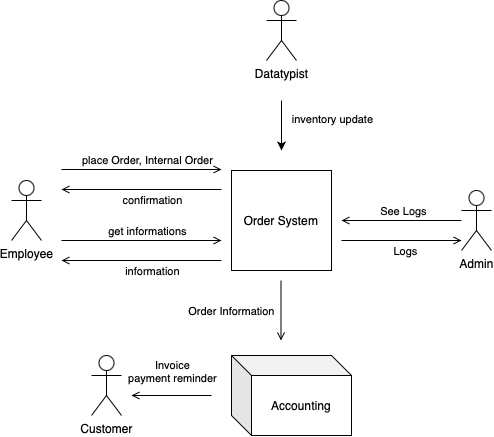 Datatypist
inventory update
place Order, Internal Order
confirmation
Order System
See Logs
Employee
get informations
Logs
Admin
information
Order Information
Invoice
payment reminder
Accounting
Customer